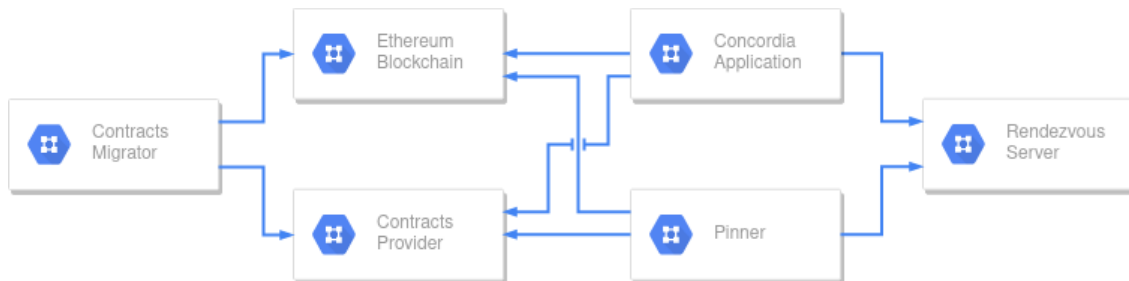 Ethereum
Blockchain
Concordia
Application
Contracts
Migrator
Rendezvous
Server
Contracts
Provider
Pinner